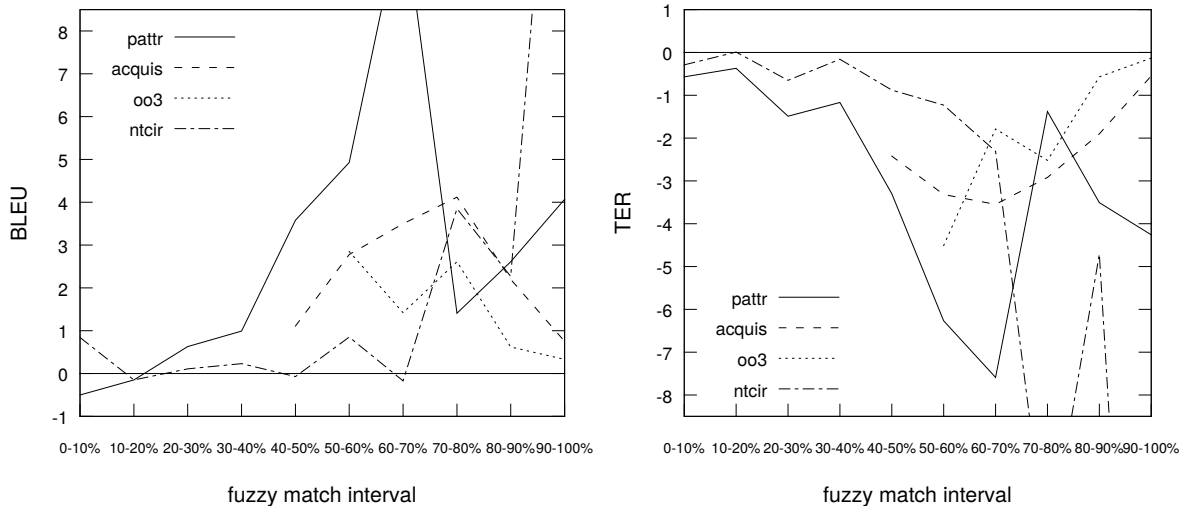 8
7
6
5
4
3
2
1
0
-1
BLEU
pattr
acquis
oo3
ntcir
0-10% 10-20% 20-30% 30-40% 40-50% 50-60% 60-70% 70-80% 80-90% 90-100%
fuzzy match interval
1
0
-1
-2
-3
-4
-5
-6
-7
-8
TER
pattr
acquis
oo3
ntcir
0-10% 10-20% 20-30% 30-40% 40-50% 50-60% 60-70% 70-80% 80-90% 90-100%
fuzzy match interval